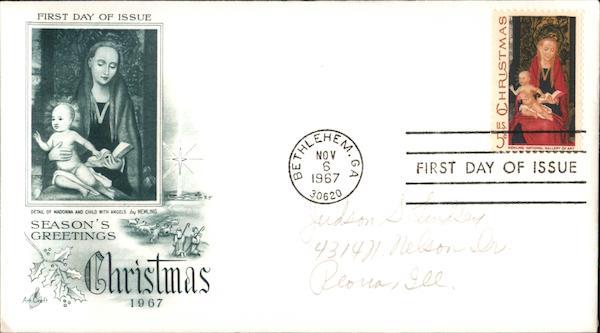 FIRST DAY OF ISSUE
DETAIL OF MADONNA AND CHILD WITH ANGELS by MEMLING
SEASON'S
GREETINGS
Christmas
1967
Art Craft
BETHLEHEM, GA
NOV
6
1967
30620
FIRST DAY OF ISSUE
CHRISTMAS
U.S. 5c
MEMLING NATIONAL GALLERY OF ART
Judson S.
Nelson Dr
Peoria, Ill.